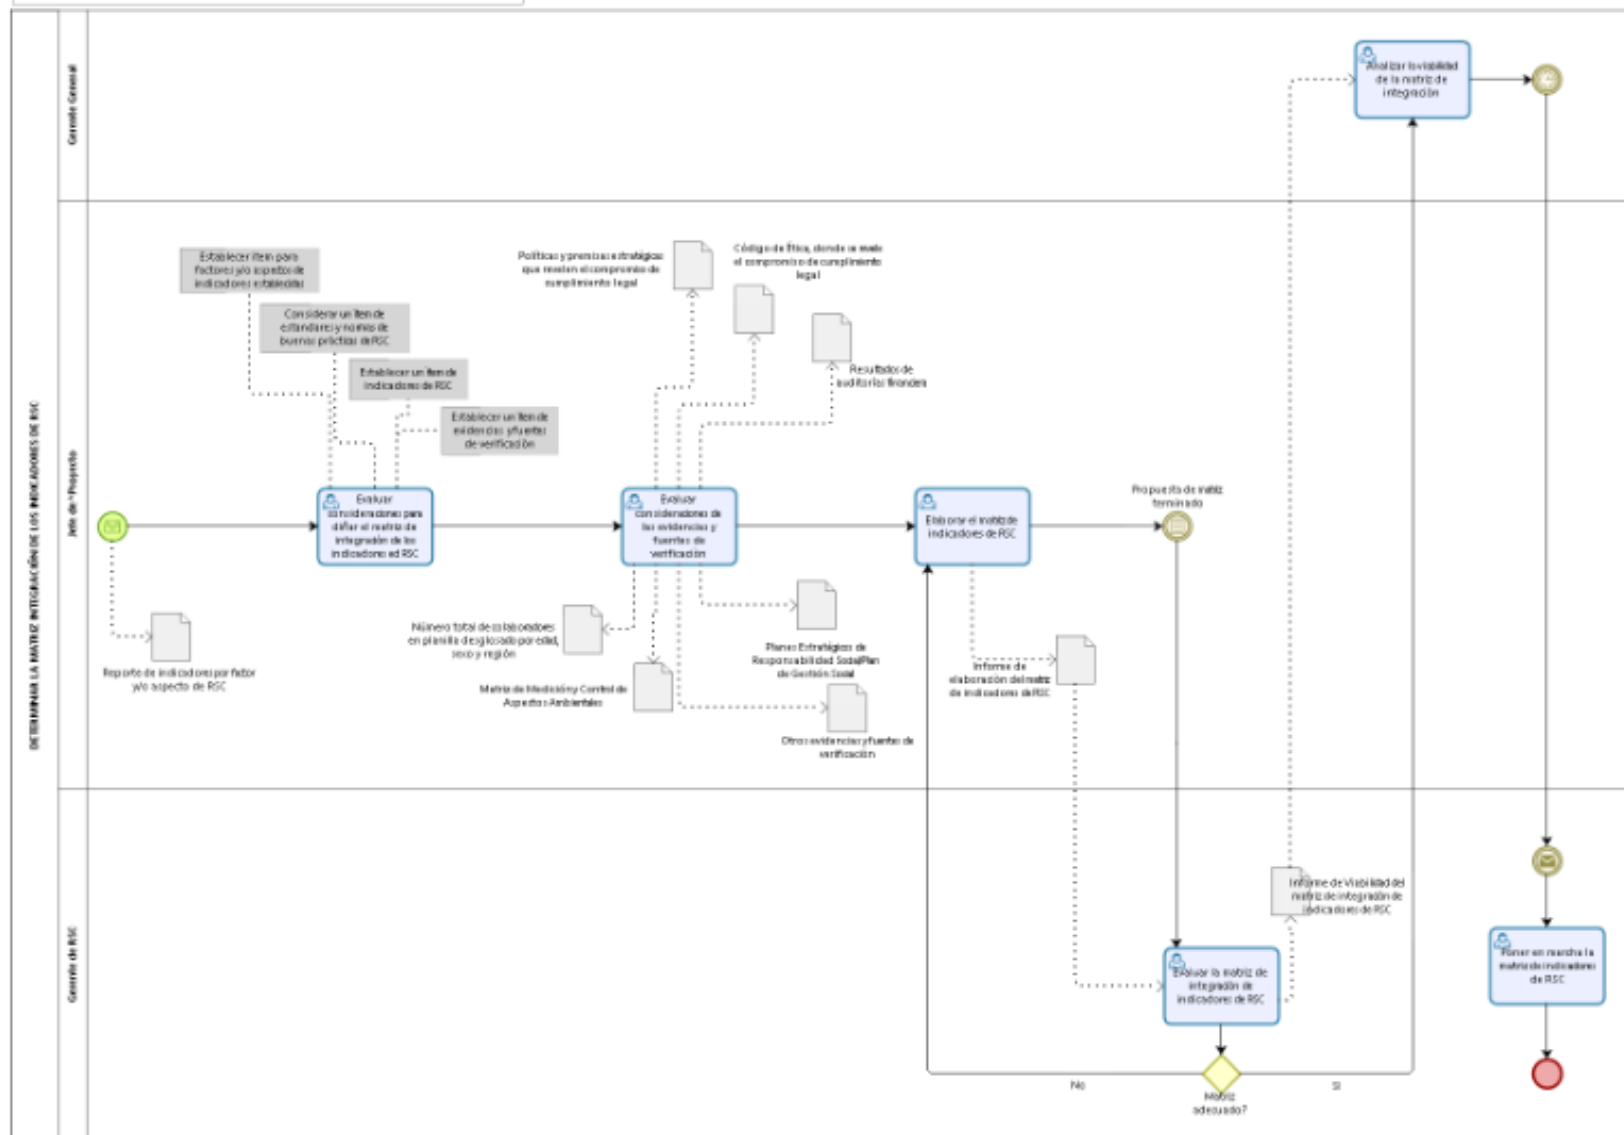 DETERMINAR LA MATRIZ INTEGRACIÓN DE LOS INDICADORES DE RSC
Gerente General
Analizar la viabilidad
de la matriz de
integración
Jefe de Proyecto
Establecer ítem para
factores y/o aspectos de
indicadores establecidas
Considerar un ítem de
estandares y normas de
buenas prácticas de RSC
Establecer un ítem de
indicadores de RSC
Establecer un ítem de
evidencias y fuentes
de verificación
Políticas y premisas estratégicas
que medan el compromiso de
cumplimiento legal
Código de Ética, donde se made
el compromiso de cumplimiento
legal
Resultados de
auditorías financiera
Reporte de indicadores por factor
y/o aspecto de RSC
Evaluar
consideraciones para
diñar el matriz de
integración de los
indicadores ed RSC
Evaluar
consideraciones de
las evidencias y
fuentes de
verificación
Elaborar el matriz de
indicadores de RSC
Propuesta de matriz
terminado
Número total de colaboradores
en planilla desglosado por edad,
sexo y región
Matriz de Medición y Control de
Aspectos Ambientales
Planes Estratégicos de
Responsabilidad Social/Plan
de Gestión Social
Otras evidencias y fuentes de
verificación
Informe de
elaboración del matriz
de indicadores de RSC
Gerente de RSC
Informe de Viabilidad del
matriz de integración de
indicadores de RSC
Evaluar la matriz de
integración de
indicadores de RSC
Poner en marcha la
matriz de indicadores
de RSC
No
Si
Matriz
adecuado?